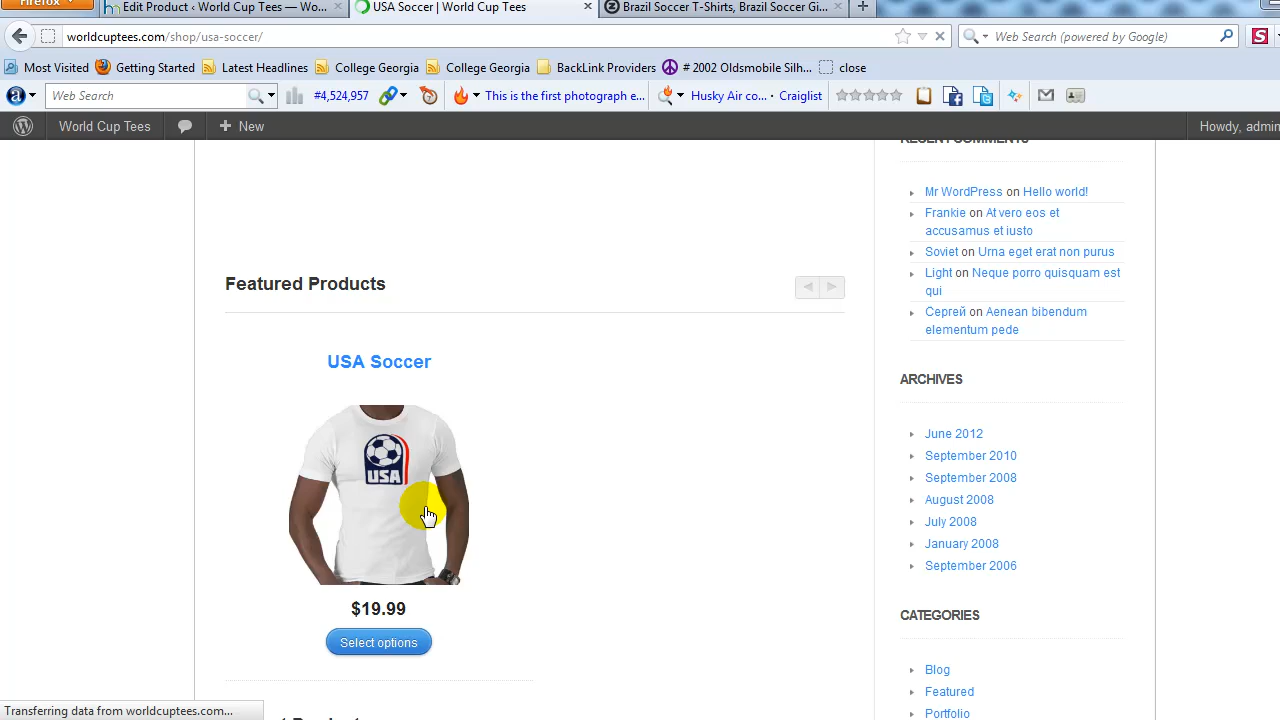 Firefox
Edit Product ‹ World Cup Tees — Wo...
USA Soccer | World Cup Tees
Brazil Soccer T-Shirts, Brazil Soccer Gi...
worldcuptees.com/shop/usa-soccer/
Web Search (powered by Google)
Most Visited
Getting Started
Latest Headlines
College Georgia
College Georgia
BackLink Providers
# 2002 Oldsmobile Silh...
close
Web Search
#4,524,957
This is the first photograph e...
Husky Air co... · Craiglist
World Cup Tees
New
Howdy, admin
RECENT COMMENTS
Mr WordPress on Hello world!
Frankie on At vero eos et
accusamus et iusto
Soviet on Urna eget erat non purus
Light on Neque porro quisquam est
qui
Сергей on Aenean bibendum
elementum pede
Featured Products
USA Soccer
USA
$19.99
Select options
ARCHIVES
June 2012
September 2010
September 2008
August 2008
July 2008
January 2008
September 2006
CATEGORIES
Blog
Featured
Portfolio
Transferring data from worldcuptees.com...